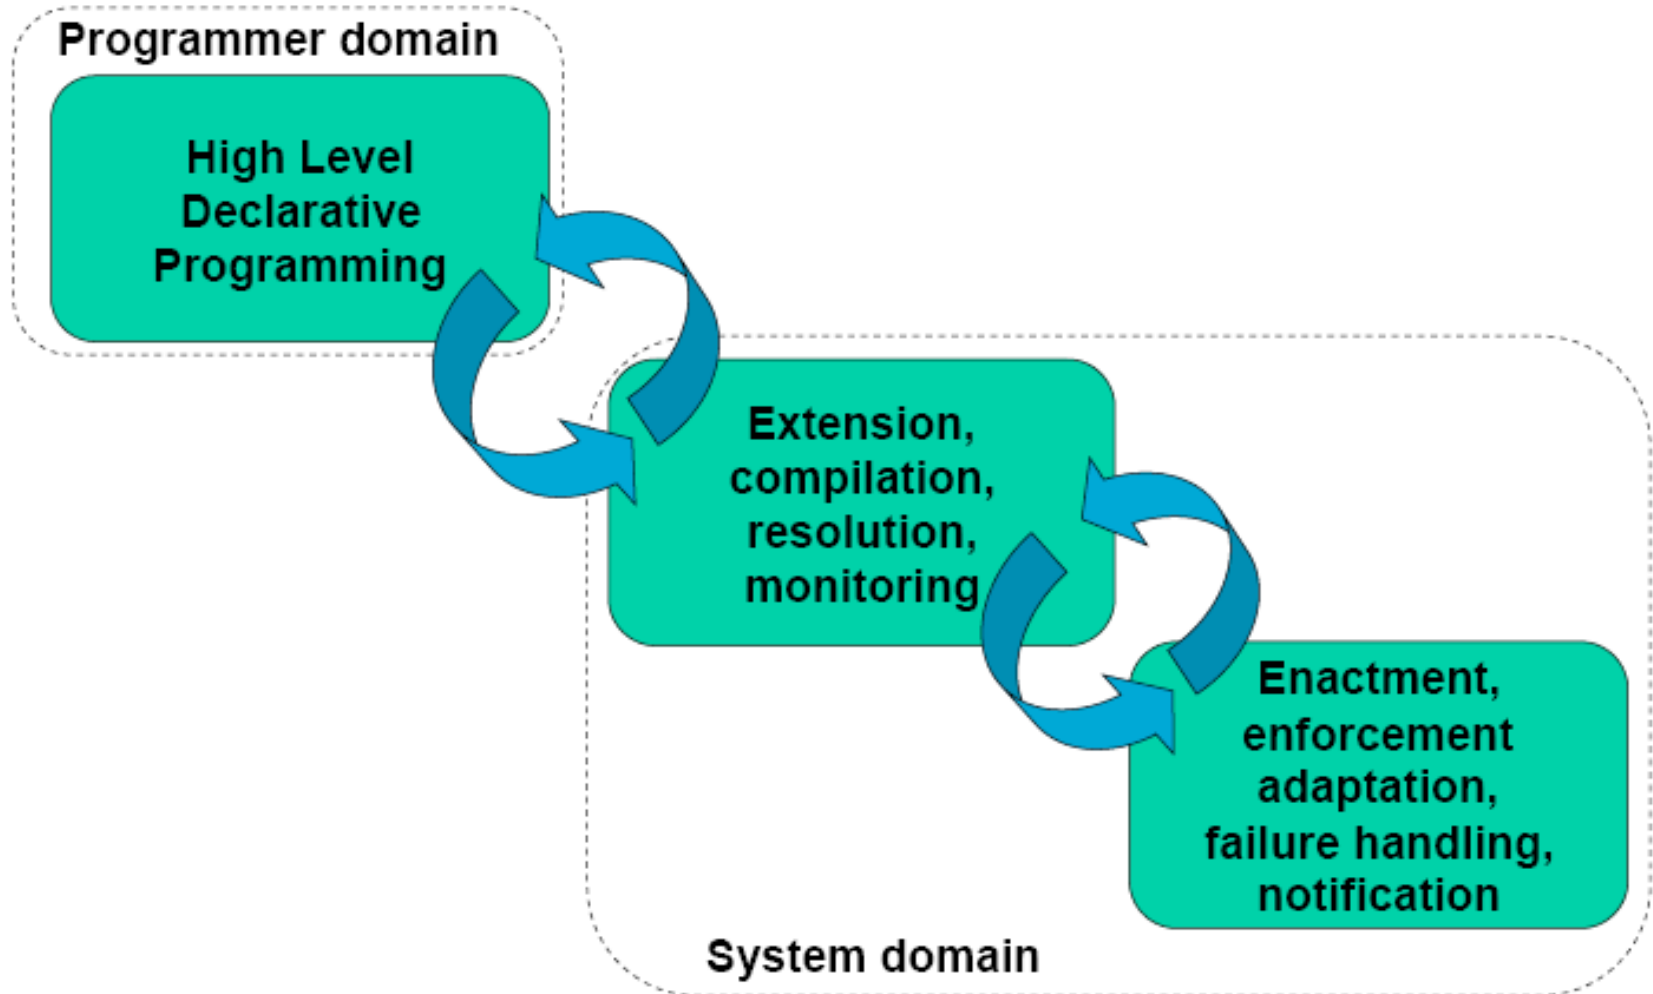 Programmer domain
High Level
Declarative
Programming
Extension,
compilation,
resolution,
monitoring
Enactment,
enforcement
adaptation,
failure handling,
notification
System domain